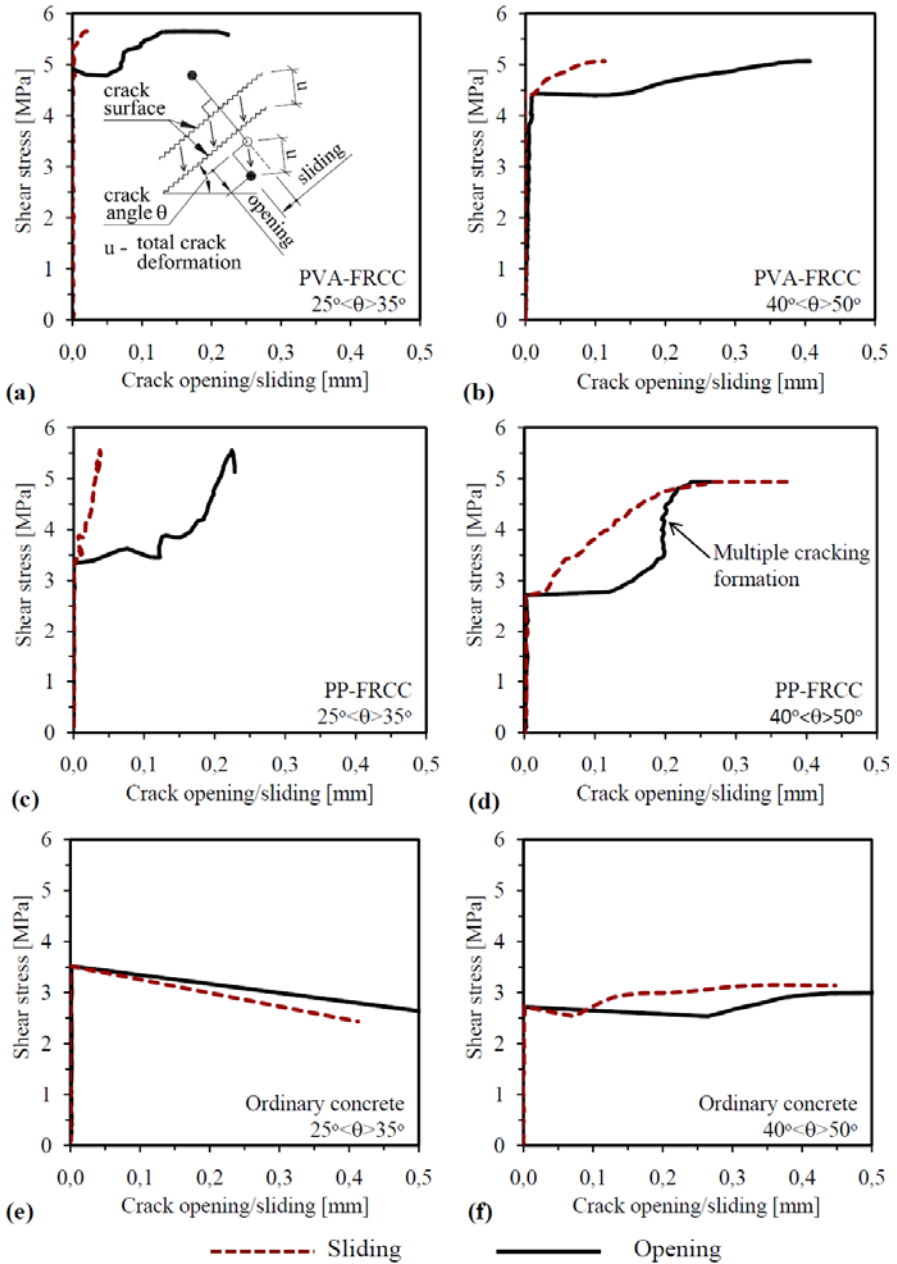 6
5
4
3
2
1
0
Shear stress [MPa]
crack
surface
u
u
sliding
opening
crack
angle θ
u - total crack
deformation
PVA-FRCC
25°<θ>35°
0,0 0,1 0,2 0,3 0,4 0,5
Crack opening/sliding [mm]
(a)
6
5
4
3
2
1
0
Shear stress [MPa]
PVA-FRCC
40°<θ>50°
0,0 0,1 0,2 0,3 0,4 0,5
Crack opening/sliding [mm]
(b)
6
5
4
3
2
1
0
Shear stress [MPa]
PP-FRCC
25°<θ>35°
0,0 0,1 0,2 0,3 0,4 0,5
Crack opening/sliding [mm]
(c)
6
5
4
3
2
1
0
Shear stress [MPa]
Multiple cracking
formation
PP-FRCC
40°<θ>50°
0,0 0,1 0,2 0,3 0,4 0,5
Crack opening/sliding [mm]
(d)
6
5
4
3
2
1
0
Shear stress [MPa]
Ordinary concrete
25°<θ>35°
0,0 0,1 0,2 0,3 0,4 0,5
Crack opening/sliding [mm]
(e)
6
5
4
3
2
1
0
Shear stress [MPa]
Ordinary concrete
40°<θ>50°
0,0 0,1 0,2 0,3 0,4 0,5
Crack opening/sliding [mm]
(f)
Sliding Opening